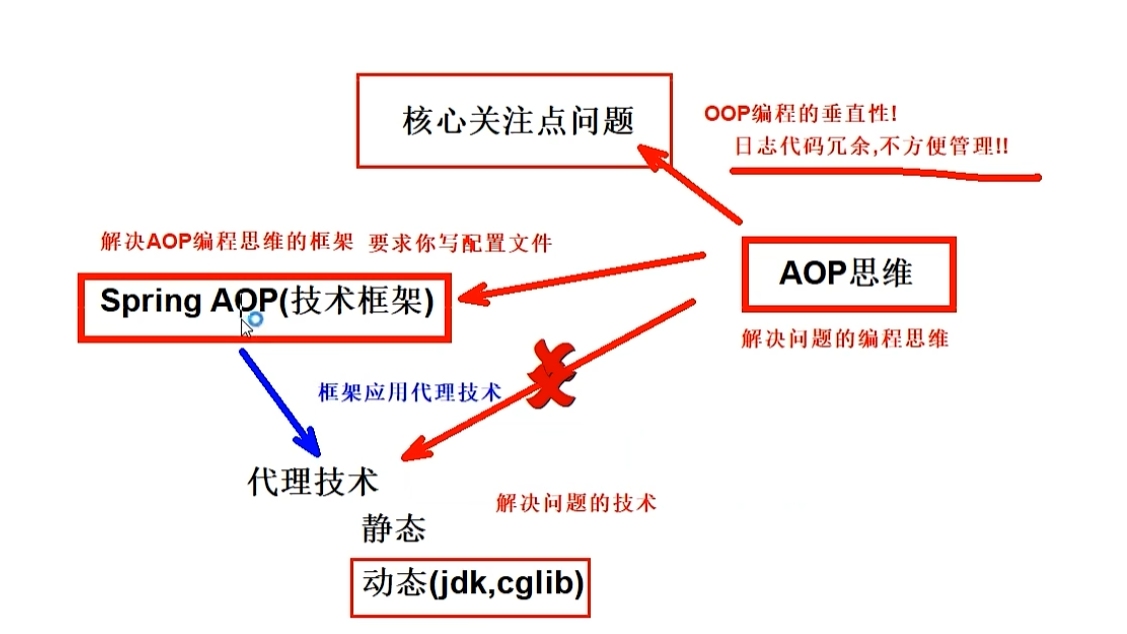 核心关注点问题
OOP编程的垂直性!
日志代码冗余,不方便管理!!
解决AOP编程思维的框架 要求你写配置文件
Spring AOP(技术框架)
AOP思维
解决问题的编程思维
框架应用代理技术
代理技术
解决问题的技术
静态
动态(jdk,cglib)